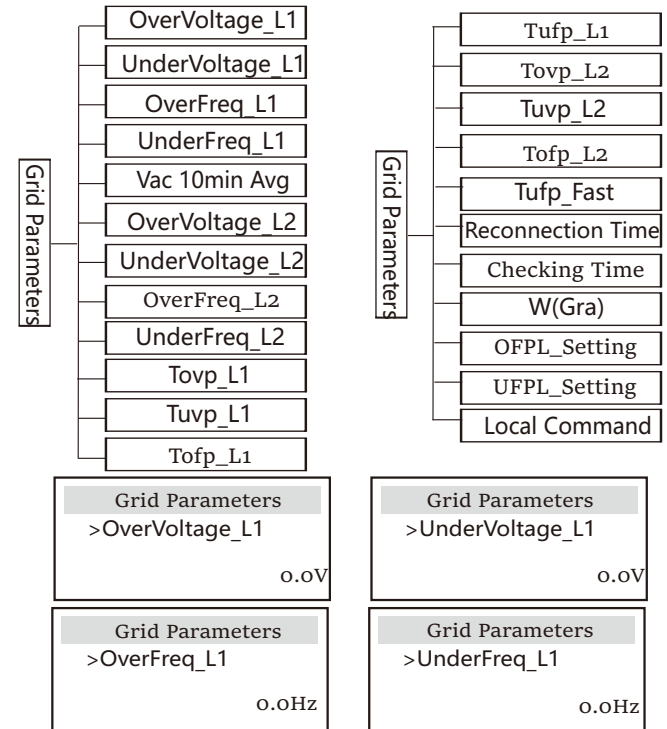 Grid Parameters
OverVoltage_L1
UnderVoltage_L1
OverFreq_L1
UnderFreq_L1
Vac 10min Avg
OverVoltage_L2
UnderVoltage_L2
OverFreq_L2
UnderFreq_L2
Tovp_L1
Tuvp_L1
Tofp_L1
Grid Parameters
Tufp_L1
Tovp_L2
Tuvp_L2
Tofp_L2
Tufp_Fast
Reconnection Time
Checking Time
W(Gra)
OFPL_Setting
UFPL_Setting
Local Command
Grid Parameters
>OverVoltage_L1
0.0V
Grid Parameters
>UnderVoltage_L1
0.0V
Grid Parameters
>OverFreq_L1
0.0Hz
Grid Parameters
>UnderFreq_L1
0.0Hz